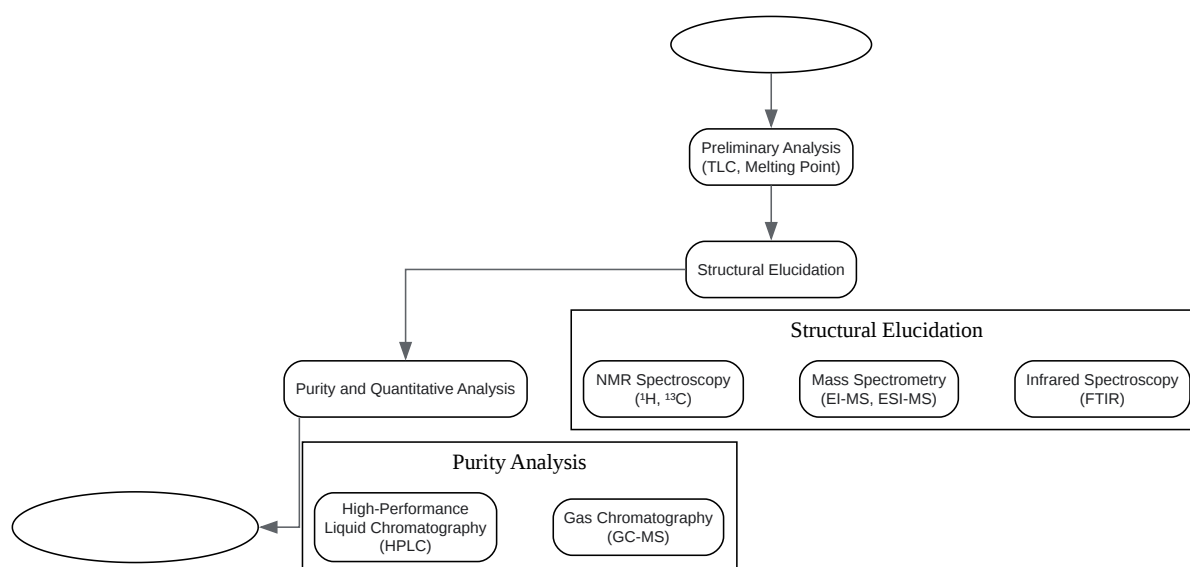 Preliminary Analysis
(TLC, Melting Point)
Structural Elucidation
Structural Elucidation
NMR Spectroscopy
(¹H, ¹³C)
Mass Spectrometry
(EI-MS, ESI-MS)
Infrared Spectroscopy
(FTIR)
Purity and Quantitative Analysis
Purity Analysis
High-Performance
Liquid Chromatography
(HPLC)
Gas Chromatography
(GC-MS)